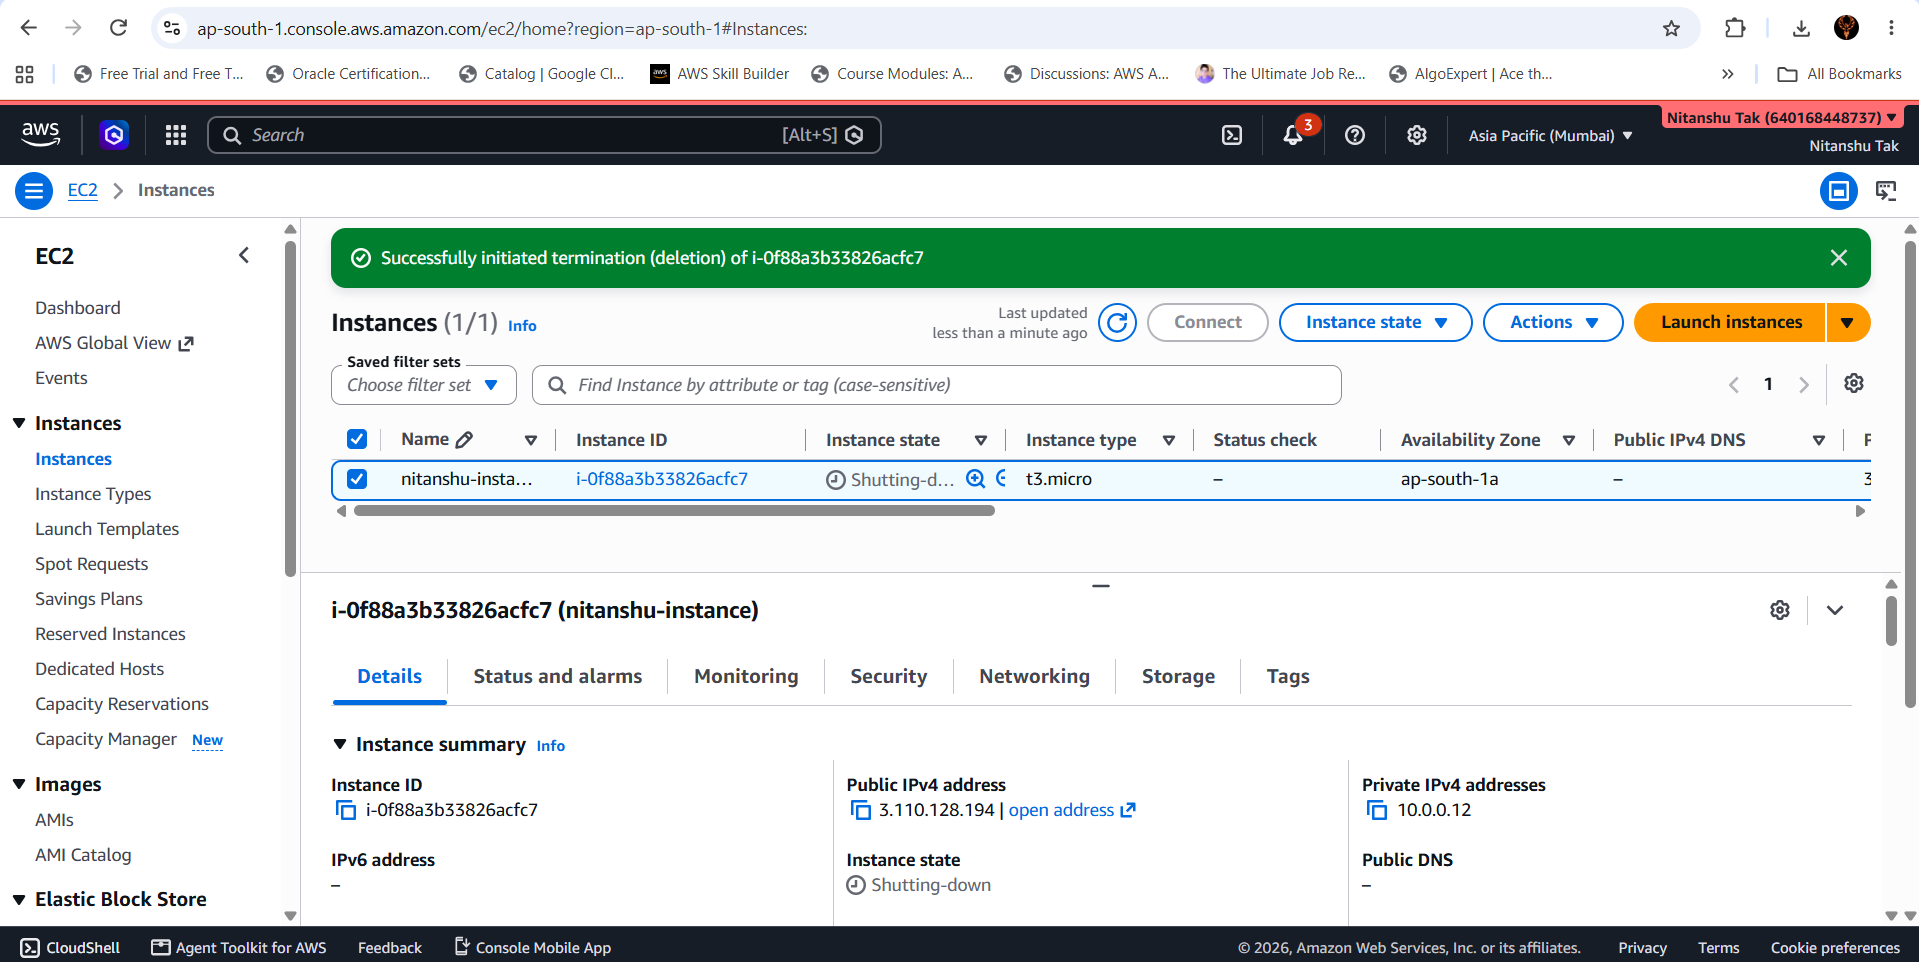 ap-south-1.console.aws.amazon.com/ec2/home?region=ap-south-1#Instances:
Free Trial and Free T... Oracle Certification... Catalog | Google Cl... aws AWS Skill Builder Course Modules: A... Discussions: AWS A... The Ultimate Job Re... AlgoExpert | Ace th... » All Bookmarks
aws Search [Alt+S] 3 Asia Pacific (Mumbai) Nitanshu Tak (640168448737)
Nitanshu Tak
EC2 Instances
EC2
Dashboard
AWS Global View
Events
Instances
Instances
Instance Types
Launch Templates
Spot Requests
Savings Plans
Reserved Instances
Dedicated Hosts
Capacity Reservations
Capacity Manager New
Images
AMIs
AMI Catalog
Elastic Block Store
Successfully initiated termination (deletion) of i-0f88a3b33826acfc7
Instances (1/1) Info
Last updated
less than a minute ago
Connect Instance state Actions Launch instances
Saved filter sets
Choose filter set
Find Instance by attribute or tag (case-sensitive)
1
Name Instance ID Instance state Instance type Status check Availability Zone Public IPv4 DNS P
nitanshu-insta... i-0f88a3b33826acfc7 Shutting-d... t3.micro – ap-south-1a – 3
i-0f88a3b33826acfc7 (nitanshu-instance)
Details Status and alarms Monitoring Security Networking Storage Tags
Instance summary Info
Instance ID
i-0f88a3b33826acfc7
Public IPv4 address
3.110.128.194 | open address
Private IPv4 addresses
10.0.0.12
IPv6 address
–
Instance state
Shutting-down
Public DNS
–
CloudShell Agent Toolkit for AWS Feedback Console Mobile App © 2026, Amazon Web Services, Inc. or its affiliates. Privacy Terms Cookie preferences